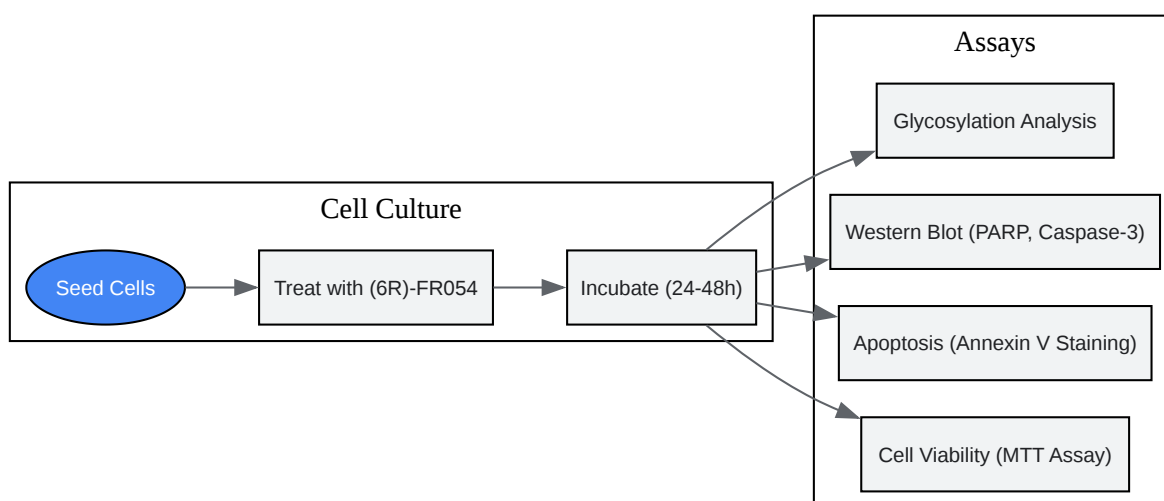 Cell Culture
Seed Cells
Treat with (6R)-FR054
Incubate (24-48h)
Assays
Glycosylation Analysis
Western Blot (PARP, Caspase-3)
Apoptosis (Annexin V Staining)
Cell Viability (MTT Assay)